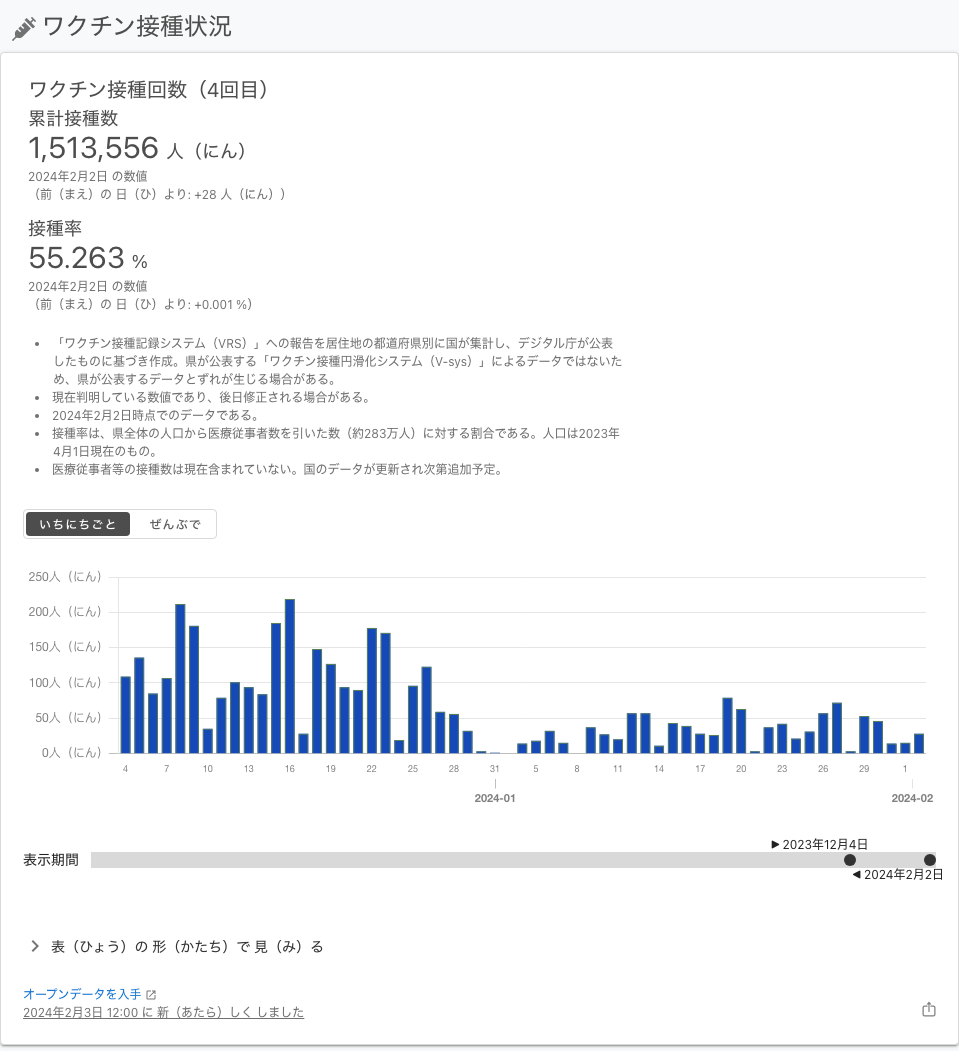 ワクチン接種状況
ワクチン接種回数（4回目）
累計接種数
1,513,556 人（にん）
2024年2月2日 の数値
（前（まえ）の 日（ひ）より: +28 人（にん））
接種率
55.263 %
2024年2月2日 の数値
（前（まえ）の 日（ひ）より: +0.001 %）
• 「ワクチン接種記録システム（VRS）」への報告を居住地の都道府県別に国が集計し、デジタル庁が公表
したものに基づき作成。県が公表する「ワクチン接種円滑化システム（V-sys）」によるデータではないた
め、県が公表するデータとずれが生じる場合がある。
• 現在判明している数値であり、後日修正される場合がある。
• 2024年2月2日時点でのデータである。
• 接種率は、県全体の人口から医療従事者数を引いた数（約283万人）に対する割合である。人口は2023年
4月1日現在のもの。
• 医療従事者等の接種数は現在含まれていない。国のデータが更新され次第追加予定。
いちにちごと ぜんぶで
250人（にん）
200人（にん）
150人（にん）
100人（にん）
50人（にん）
0人（にん）
4 7 10 13 16 19 22 25 28 31 5 8 11 14 17 20 23 26 29 1
2024-01 2024-02
▶ 2023年12月4日
表示期間
◀ 2024年2月2日
表（ひょう）の 形（かたち）で 見（み）る
オープンデータを入手
2024年2月3日 12:00 に 新（あたら）しく しました